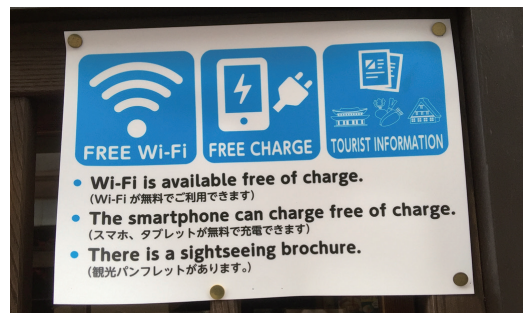 FREE Wi-Fi
FREE CHARGE
TOURIST INFORMATION
• Wi-Fi is available free of charge.
(Wi-Fiが無料でご利用できます)
• The smartphone can charge free of charge.
(スマホ、タブレットが無料で充電できます)
• There is a sightseeing brochure.
(観光パンフレットがあります。)